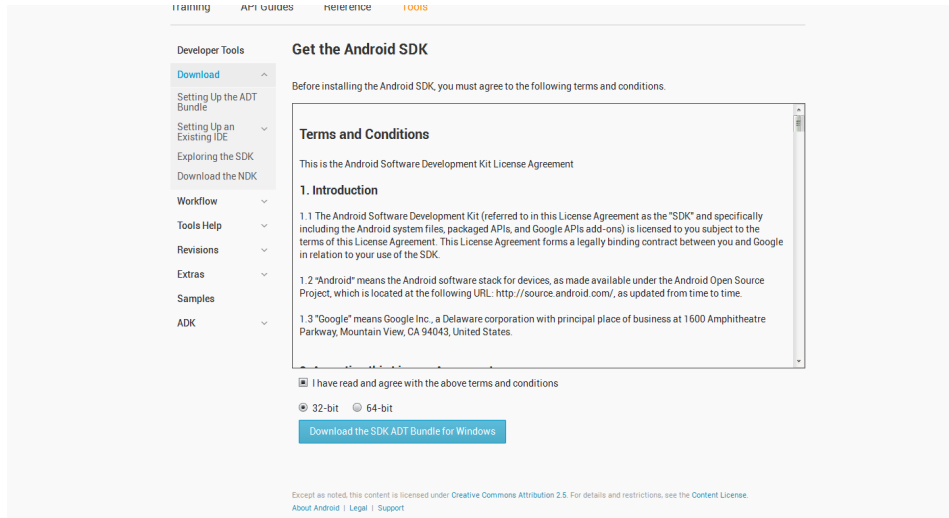 Training API Guides Reference Tools
Developer Tools
Download
Setting Up the ADT
Bundle
Setting Up an
Existing IDE
Exploring the SDK
Download the NDK
Workflow
Tools Help
Revisions
Extras
Samples
ADK
Get the Android SDK
Before installing the Android SDK, you must agree to the following terms and conditions.
Terms and Conditions
This is the Android Software Development Kit License Agreement
1. Introduction
1.1 The Android Software Development Kit (referred to in this License Agreement as the "SDK" and specifically
including the Android system files, packaged APIs, and Google APIs add-ons) is licensed to you subject to the
terms of this License Agreement. This License Agreement forms a legally binding contract between you and Google
in relation to your use of the SDK.
1.2 "Android" means the Android software stack for devices, as made available under the Android Open Source
Project, which is located at the following URL: http://source.android.com/, as updated from time to time.
1.3 "Google" means Google Inc., a Delaware corporation with principal place of business at 1600 Amphitheatre
Parkway, Mountain View, CA 94043, United States.
I have read and agree with the above terms and conditions
32-bit 64-bit
Download the SDK ADT Bundle for Windows
Except as noted, this content is licensed under Creative Commons Attribution 2.5. For details and restrictions, see the Content License.
About Android | Legal | Support